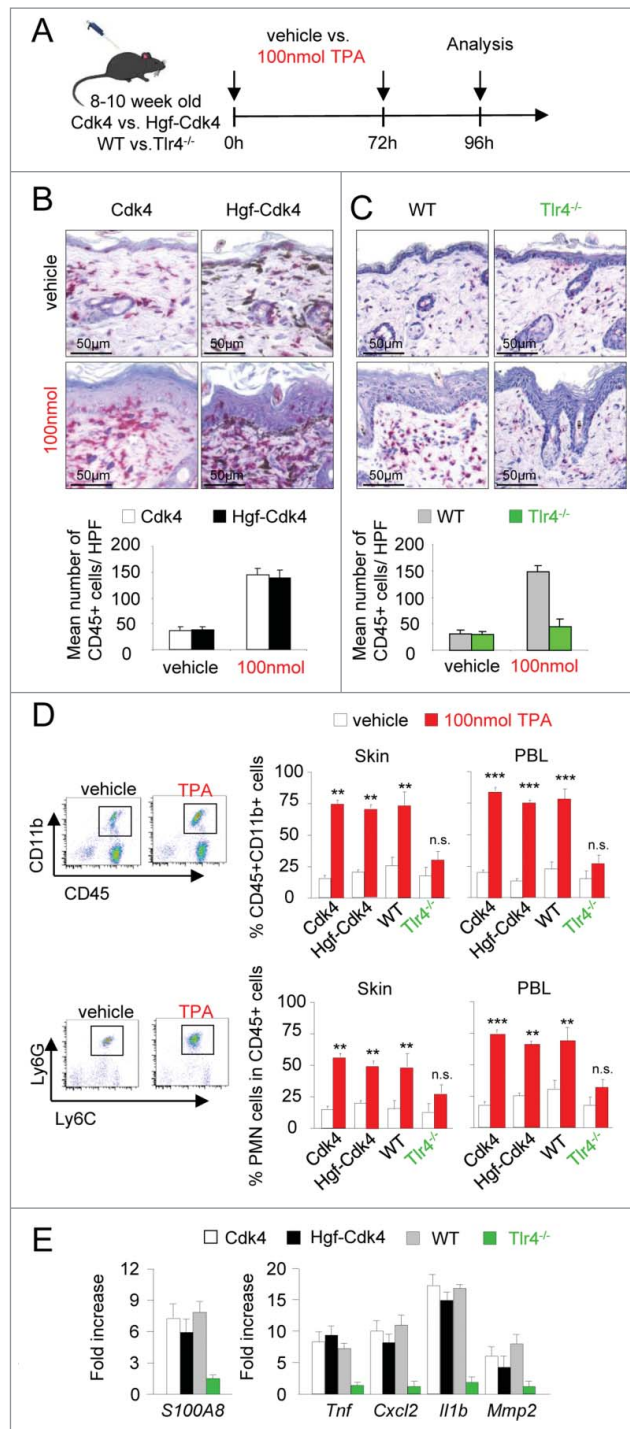 A
vehicle vs.
100nmol TPA
Analysis
8-10 week old
Cdk4 vs. Hgf-Cdk4
WT vs.Tlr4-/-
0h
72h
96h
B
Cdk4
Hgf-Cdk4
vehicle
50µm
50µm
100nmol
50µm
50µm
Cdk4
Hgf-Cdk4
Mean number of
CD45+ cells/ HPF
200
150
100
50
0
vehicle
100nmol
C
WT
Tlr4-/-
50µm
50µm
50µm
50µm
WT
Tlr4-/-
Mean number of
CD45+ cells/ HPF
200
150
100
50
0
vehicle
100nmol
D
vehicle
100nmol TPA
vehicle
TPA
CD11b
CD45
Skin
PBL
% CD45+CD11b+ cells
100
75
50
25
0
** ** ** n.s.
*** *** *** n.s.
Cdk4
Hgf-Cdk4
WT
Tlr4-/-
Cdk4
Hgf-Cdk4
WT
Tlr4-/-
vehicle
TPA
Ly6G
Ly6C
Skin
PBL
% PMN cells in CD45+ cells
100
75
50
25
0
** ** ** n.s.
*** ** ** n.s.
Cdk4
Hgf-Cdk4
WT
Tlr4-/-
Cdk4
Hgf-Cdk4
WT
Tlr4-/-
E
Cdk4
Hgf-Cdk4
WT
Tlr4-/-
Fold increase
12
9
6
3
0
S100A8
Fold increase
20
15
10
5
0
Tnf
Cxcl2
Il1b
Mmp2